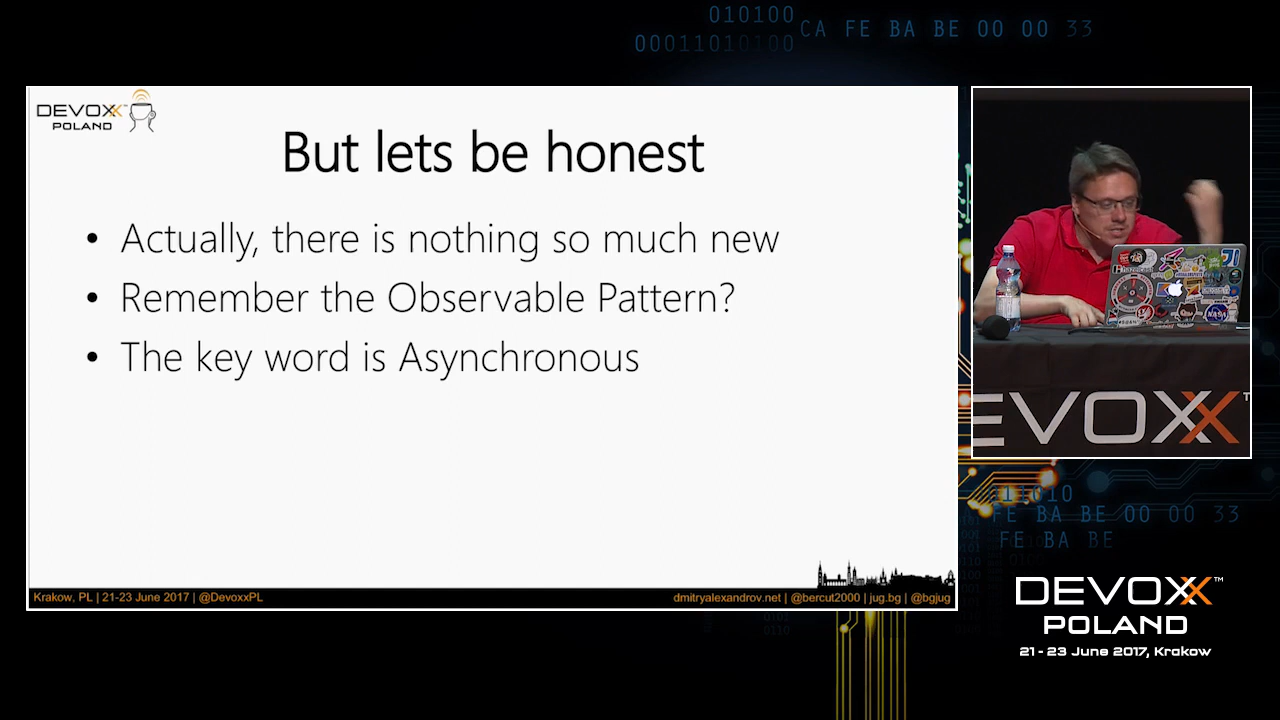 010100
CA FE BA BE 00 00 33
00011010100
DEVOXX™
POLAND
But lets be honest
• Actually, there is nothing so much new
• Remember the Observable Pattern?
• The key word is Asynchronous
Krakow, PL | 21-23 June 2017 | @DevoxxPL
dmitryalexandrov.net | @bercut2000 | jug.bg | @bgjug
NASA
EVOXX
FE BA BE 00 00 33
FE BA BE
DEVOXX™
POLAND
21 - 23 June 2017, Krakow